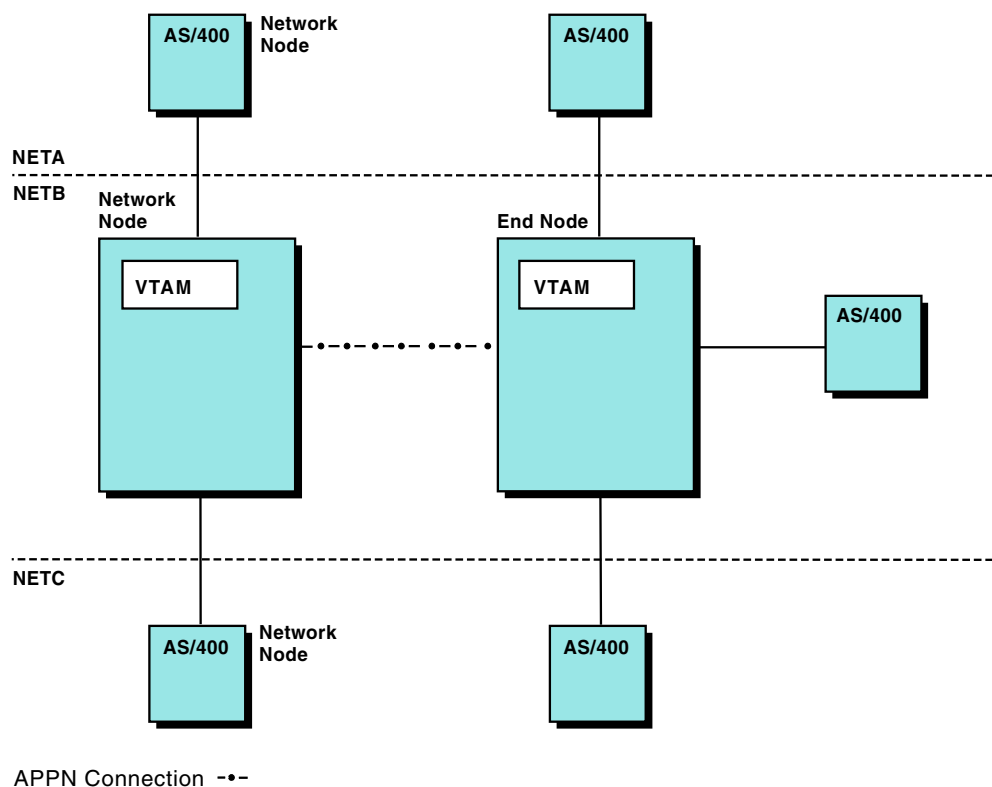 AS/400
Network
Node
AS/400
NETA
NETB
Network
Node
End Node
VTAM
VTAM
AS/400
NETC
AS/400
Network
Node
AS/400
APPN Connection